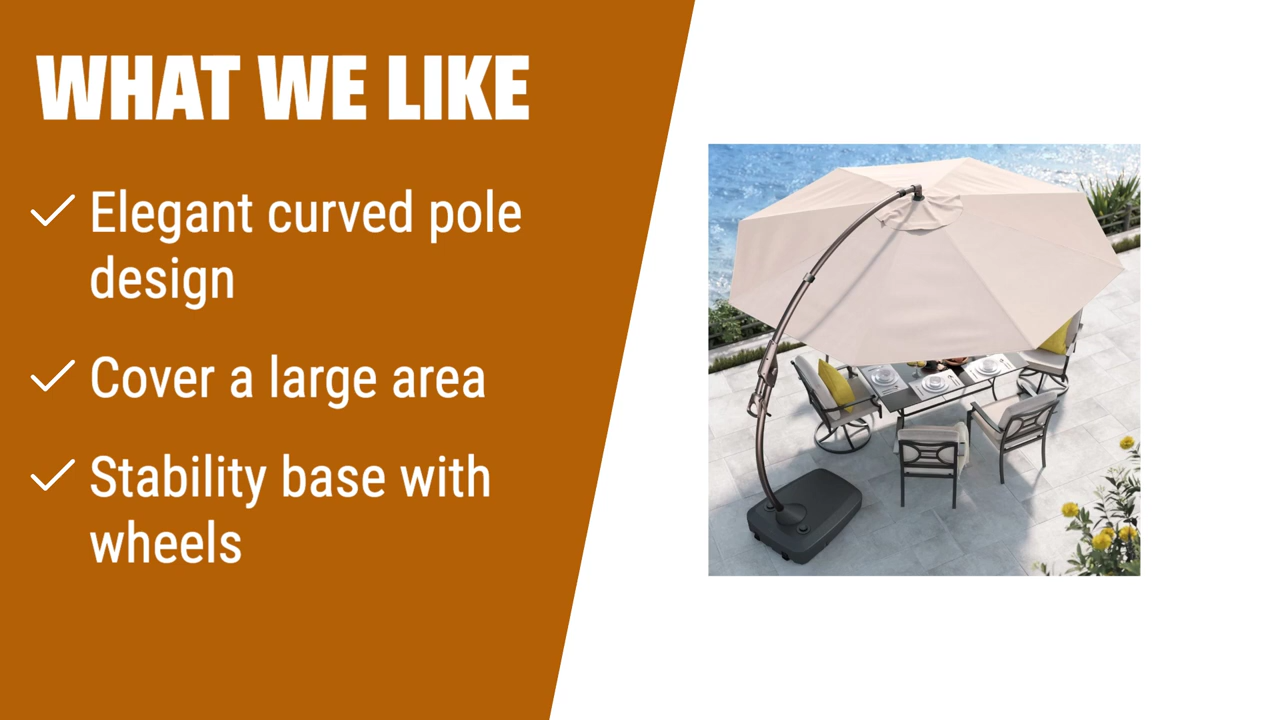 WHAT WE LIKE
Elegant curved pole
design
Cover a large area
Stability base with
wheels